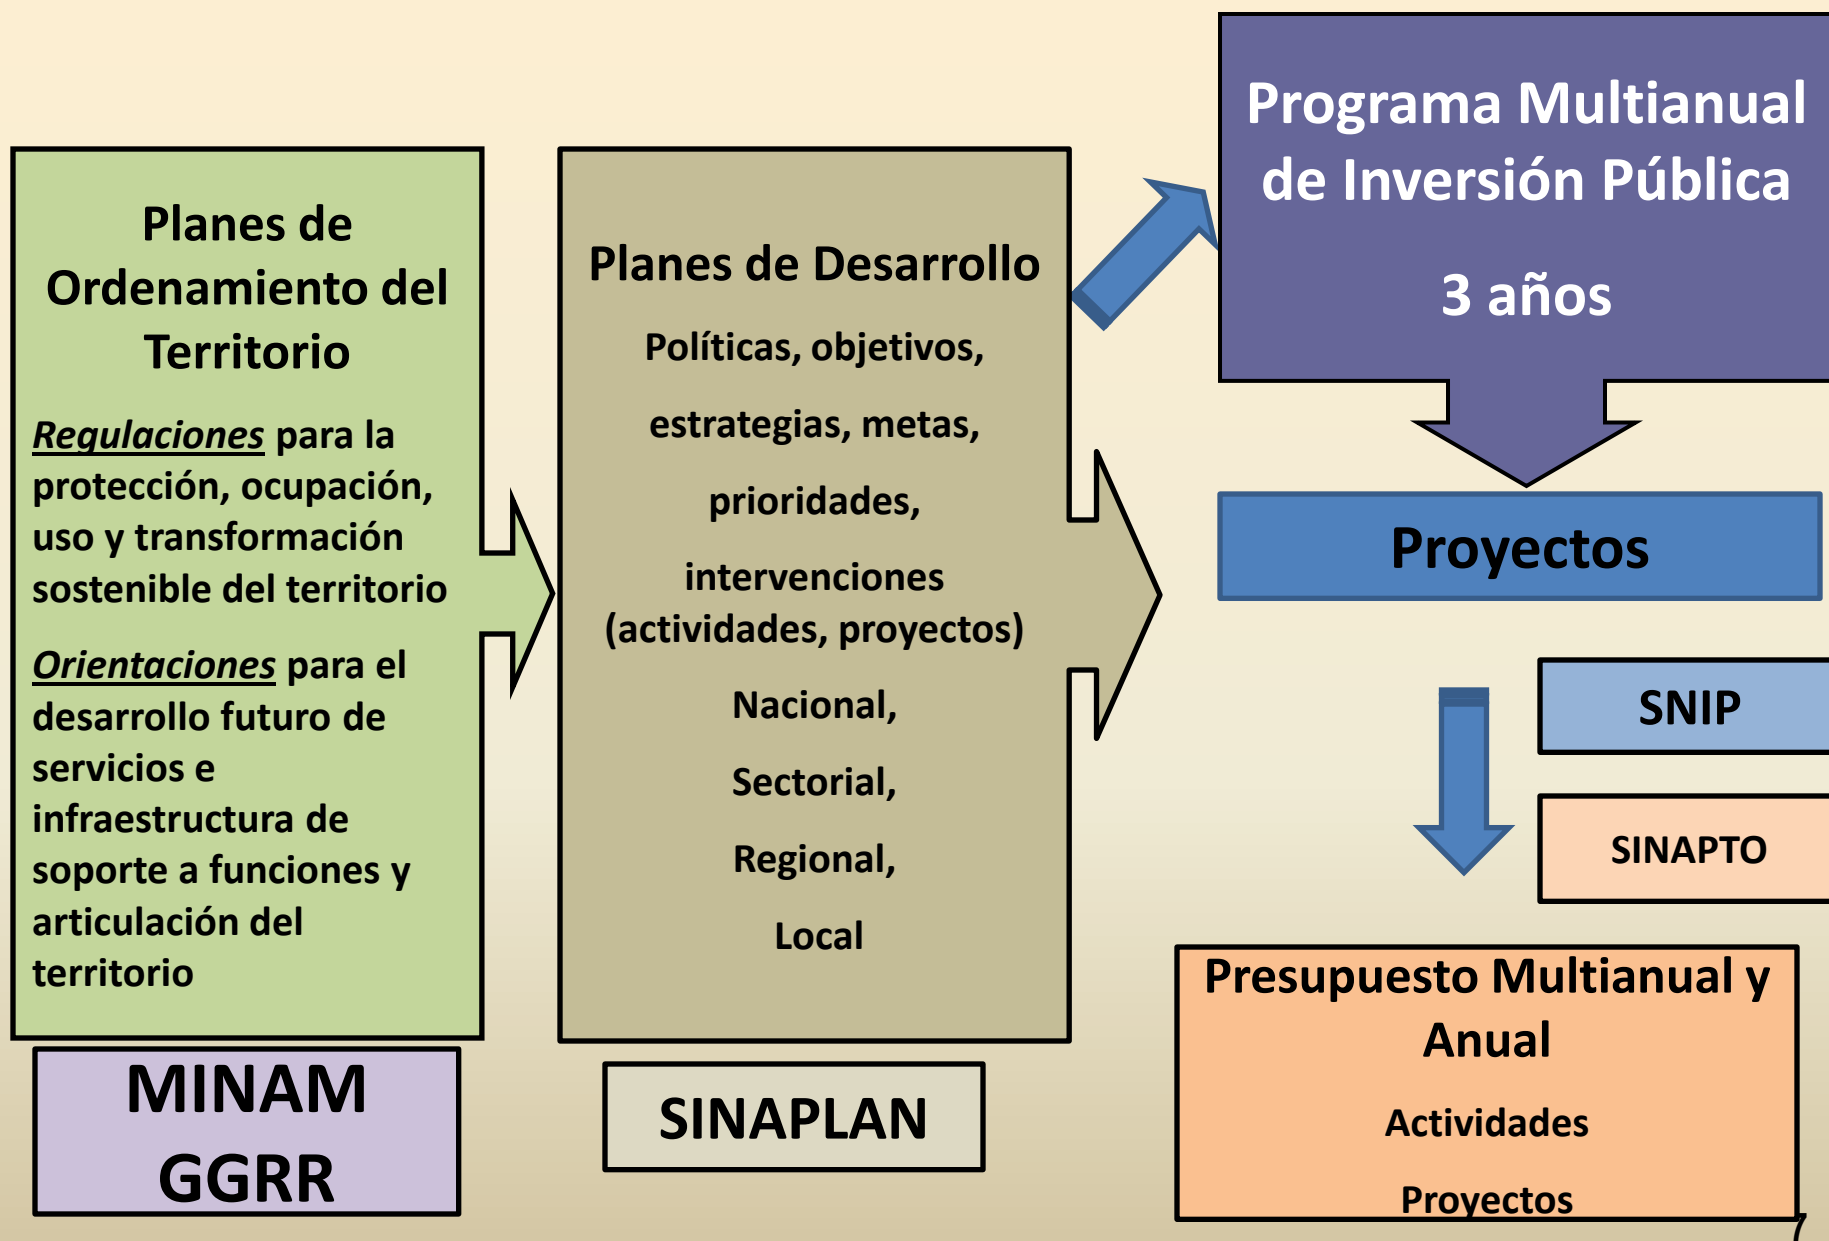 Planes de
Ordenamiento del
Territorio
Regulaciones para la
protección, ocupación,
uso y transformación
sostenible del territorio
Orientaciones para el
desarrollo futuro de
servicios e
infraestructura de
soporte a funciones y
articulación del
territorio
MINAM
GGRR
Planes de Desarrollo
Políticas, objetivos,
estrategias, metas,
prioridades,
intervenciones
(actividades, proyectos)
Nacional,
Sectorial,
Regional,
Local
SINAPLAN
Programa Multianual
de Inversión Pública
3 años
Proyectos
SNIP
SINAPTO
Presupuesto Multianual y
Anual
Actividades
Proyectos
7